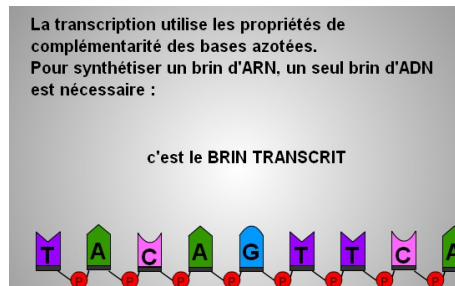 La transcription utilise les propriétés de
complémentarité des bases azotées.
Pour synthétiser un brin d'ARN, un seul brin d'ADN
est nécessaire :
c'est le BRIN TRANSCRIT
T A C A G T T C A
P P P P P P P P